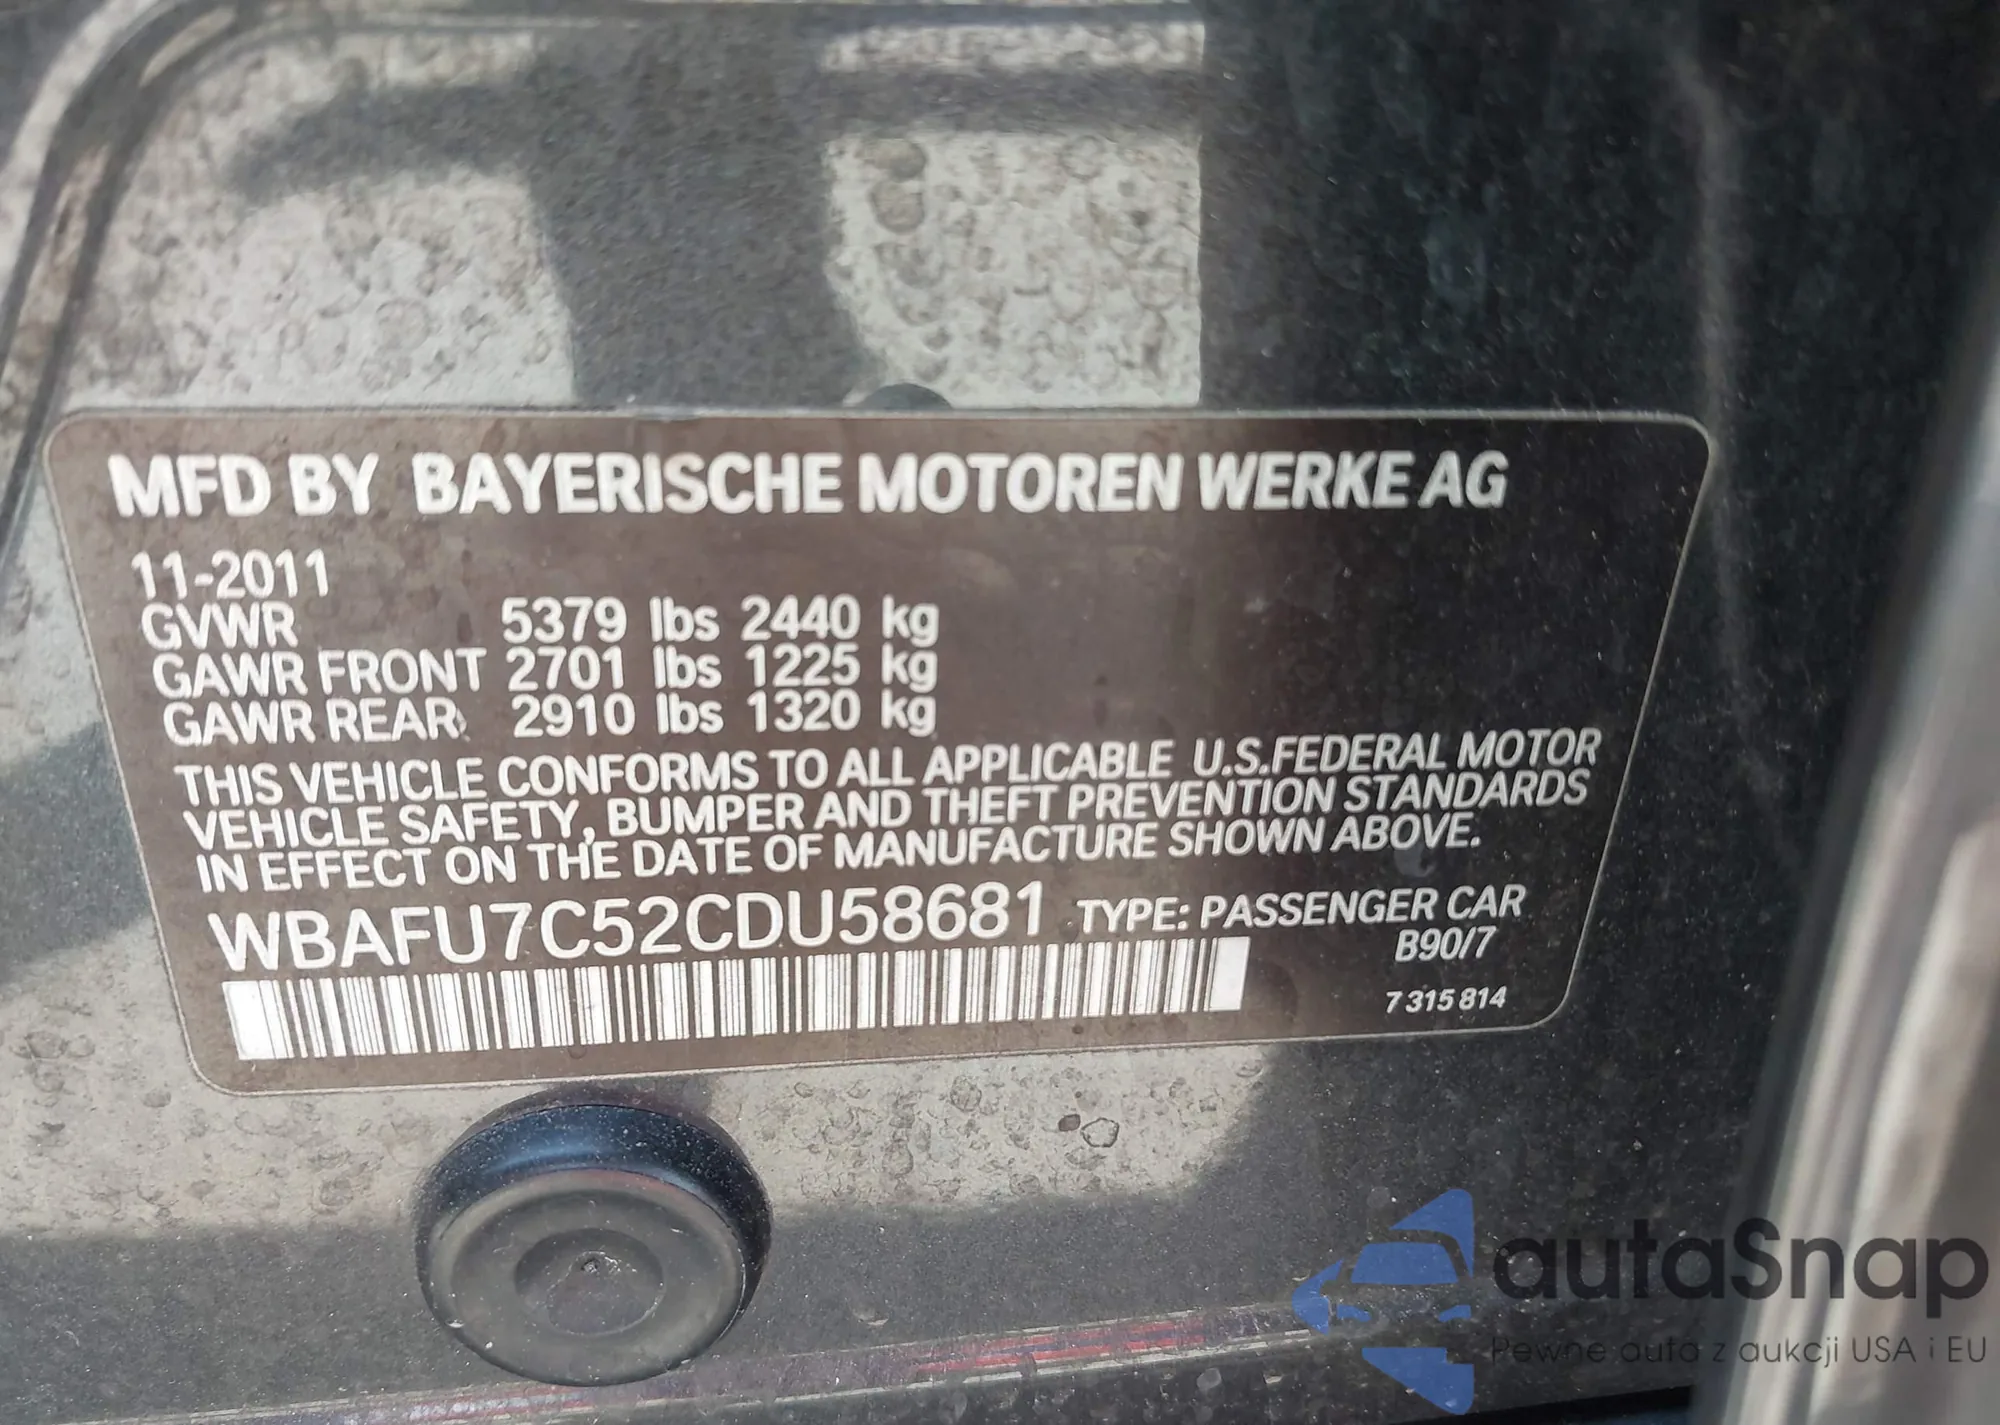 MFD BY BAYERISCHE MOTOREN WERKE AG
11-2011
GVWR 5379 lbs 2440 kg
GAWR FRONT 2701 lbs 1225 kg
GAWR REAR 2910 lbs 1320 kg
THIS VEHICLE CONFORMS TO ALL APPLICABLE U.S.FEDERAL MOTOR
VEHICLE SAFETY, BUMPER AND THEFT PREVENTION STANDARDS
IN EFFECT ON THE DATE OF MANUFACTURE SHOWN ABOVE.
WBAFU7C52CDU58681 TYPE: PASSENGER CAR
B90/7
7 315 814
autaSnap
Pewne auta z aukcji USA i EU